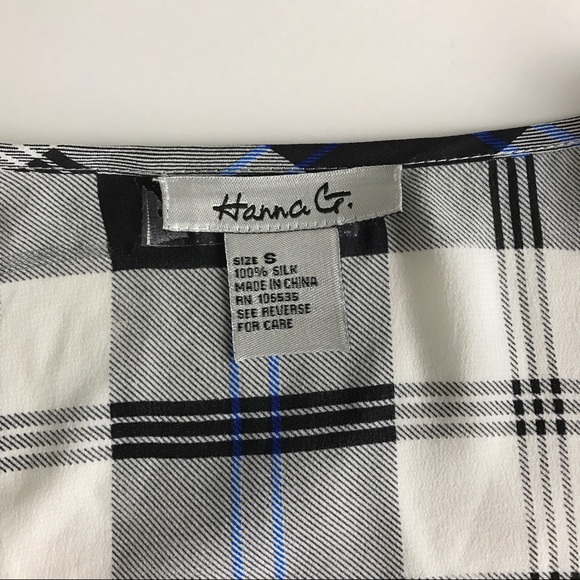 Hanna G.
SIZE S
100% SILK
MADE IN CHINA
RN 106535
SEE REVERSE
FOR CARE